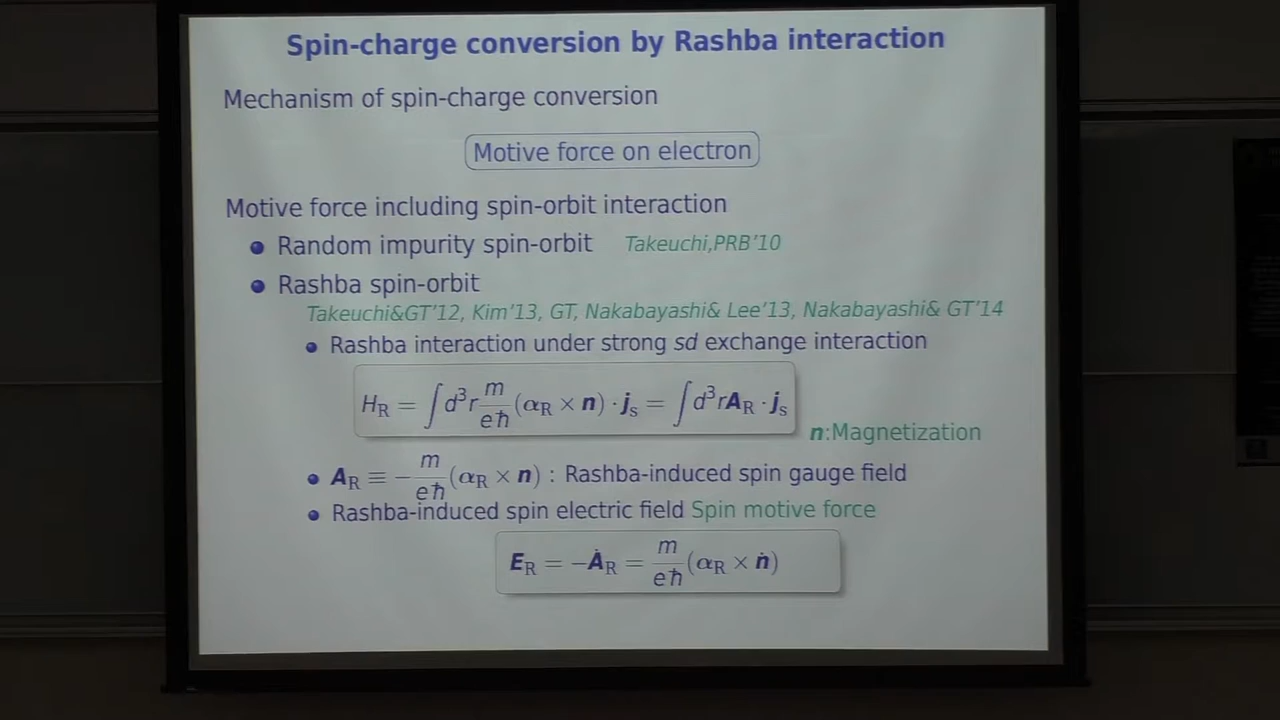 Spin-charge conversion by Rashba interaction
Mechanism of spin-charge conversion
Motive force on electron
Motive force including spin-orbit interaction
Random impurity spin-orbit Takeuchi,PRB'10
Rashba spin-orbit
Takeuchi&GT'12, Kim'13, GT, Nakabayashi& Lee'13, Nakabayashi& GT'14
Rashba interaction under strong sd exchange interaction
H_R = ∫d³r m/eħ (α_R × n) · j_s = ∫d³r A_R · j_s
n:Magnetization
A_R ≡ − m/eħ (α_R × n) : Rashba-induced spin gauge field
Rashba-induced spin electric field Spin motive force
E_R = −Ȧ_R = m/eħ (α_R × ṅ)